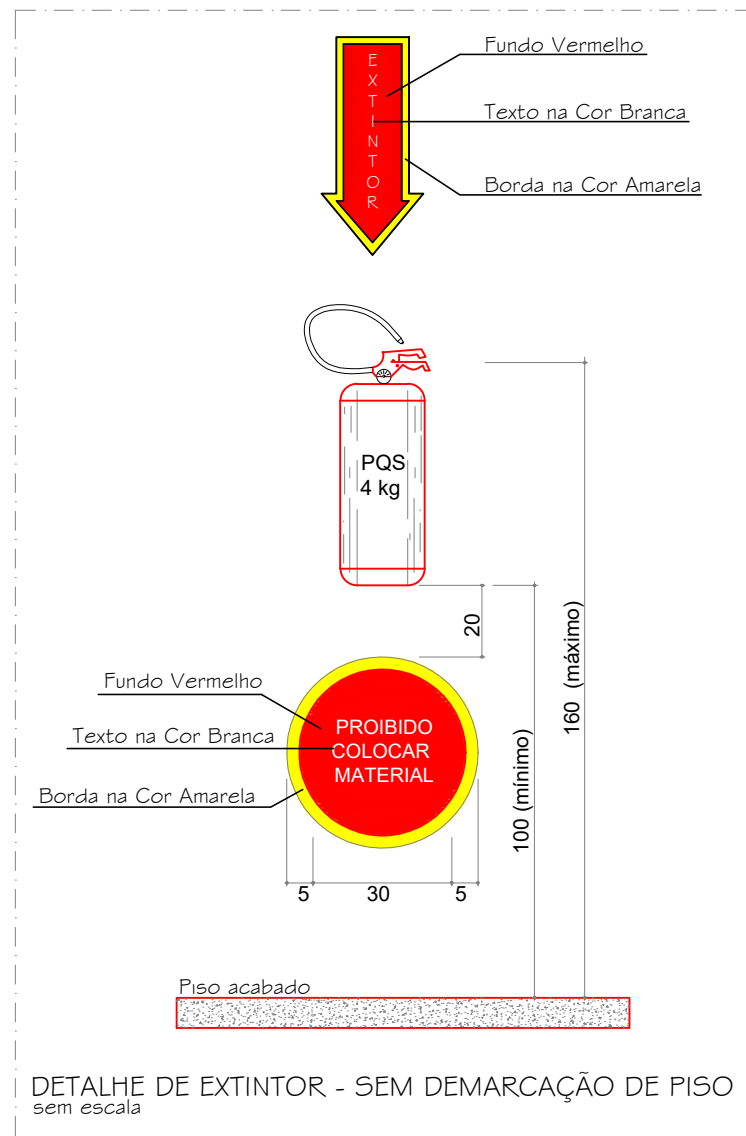 EXTINTOR
Fundo Vermelho
Texto na Cor Branca
Borda na Cor Amarela
PQS
4 kg
20
160 (máximo)
100 (mínimo)
Fundo Vermelho
Texto na Cor Branca
Borda na Cor Amarela
PROIBIDO
COLOCAR
MATERIAL
5 30 5
Piso acabado
DETALHE DE EXTINTOR - SEM DEMARCAÇÃO DE PISO
sem escala